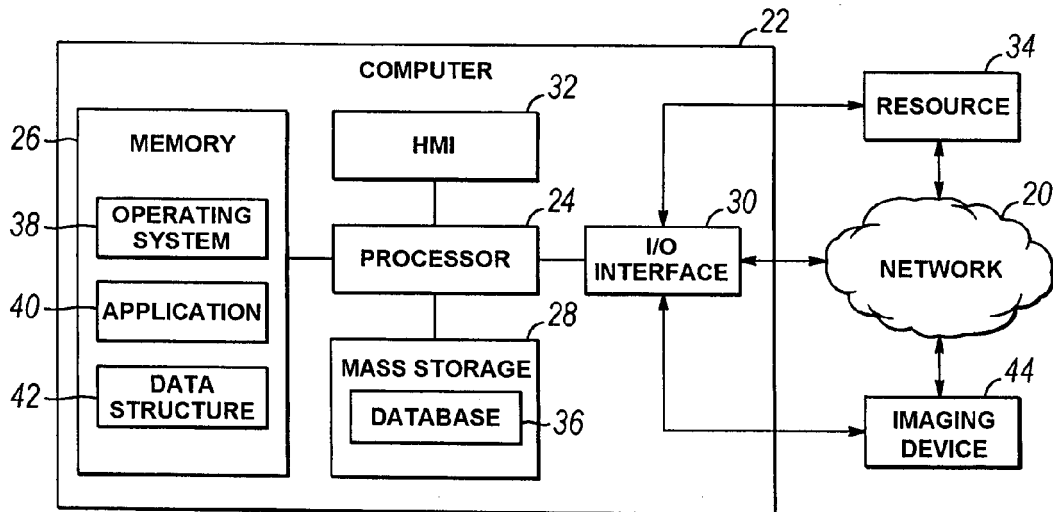 22
COMPUTER
34
RESOURCE
26
MEMORY
32
HMI
OPERATING
SYSTEM
38
24
PROCESSOR
30
I/O
INTERFACE
20
NETWORK
40
APPLICATION
28
MASS STORAGE
DATABASE
36
42
DATA
STRUCTURE
44
IMAGING
DEVICE